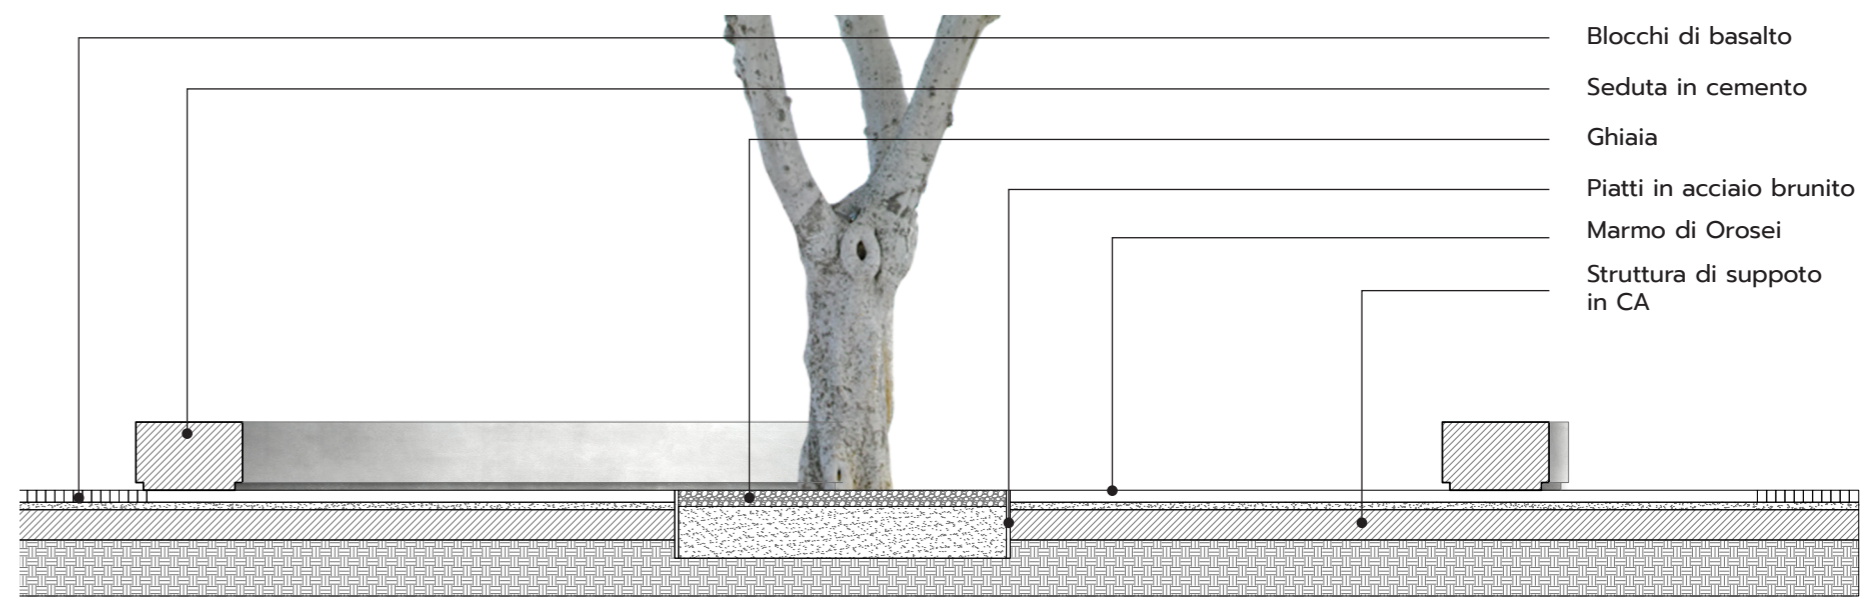 Blocchi di basalto
Seduta in cemento
Ghiaia
Piatti in acciaio brunito
Marmo di Orosei
Struttura di suppoto
in CA